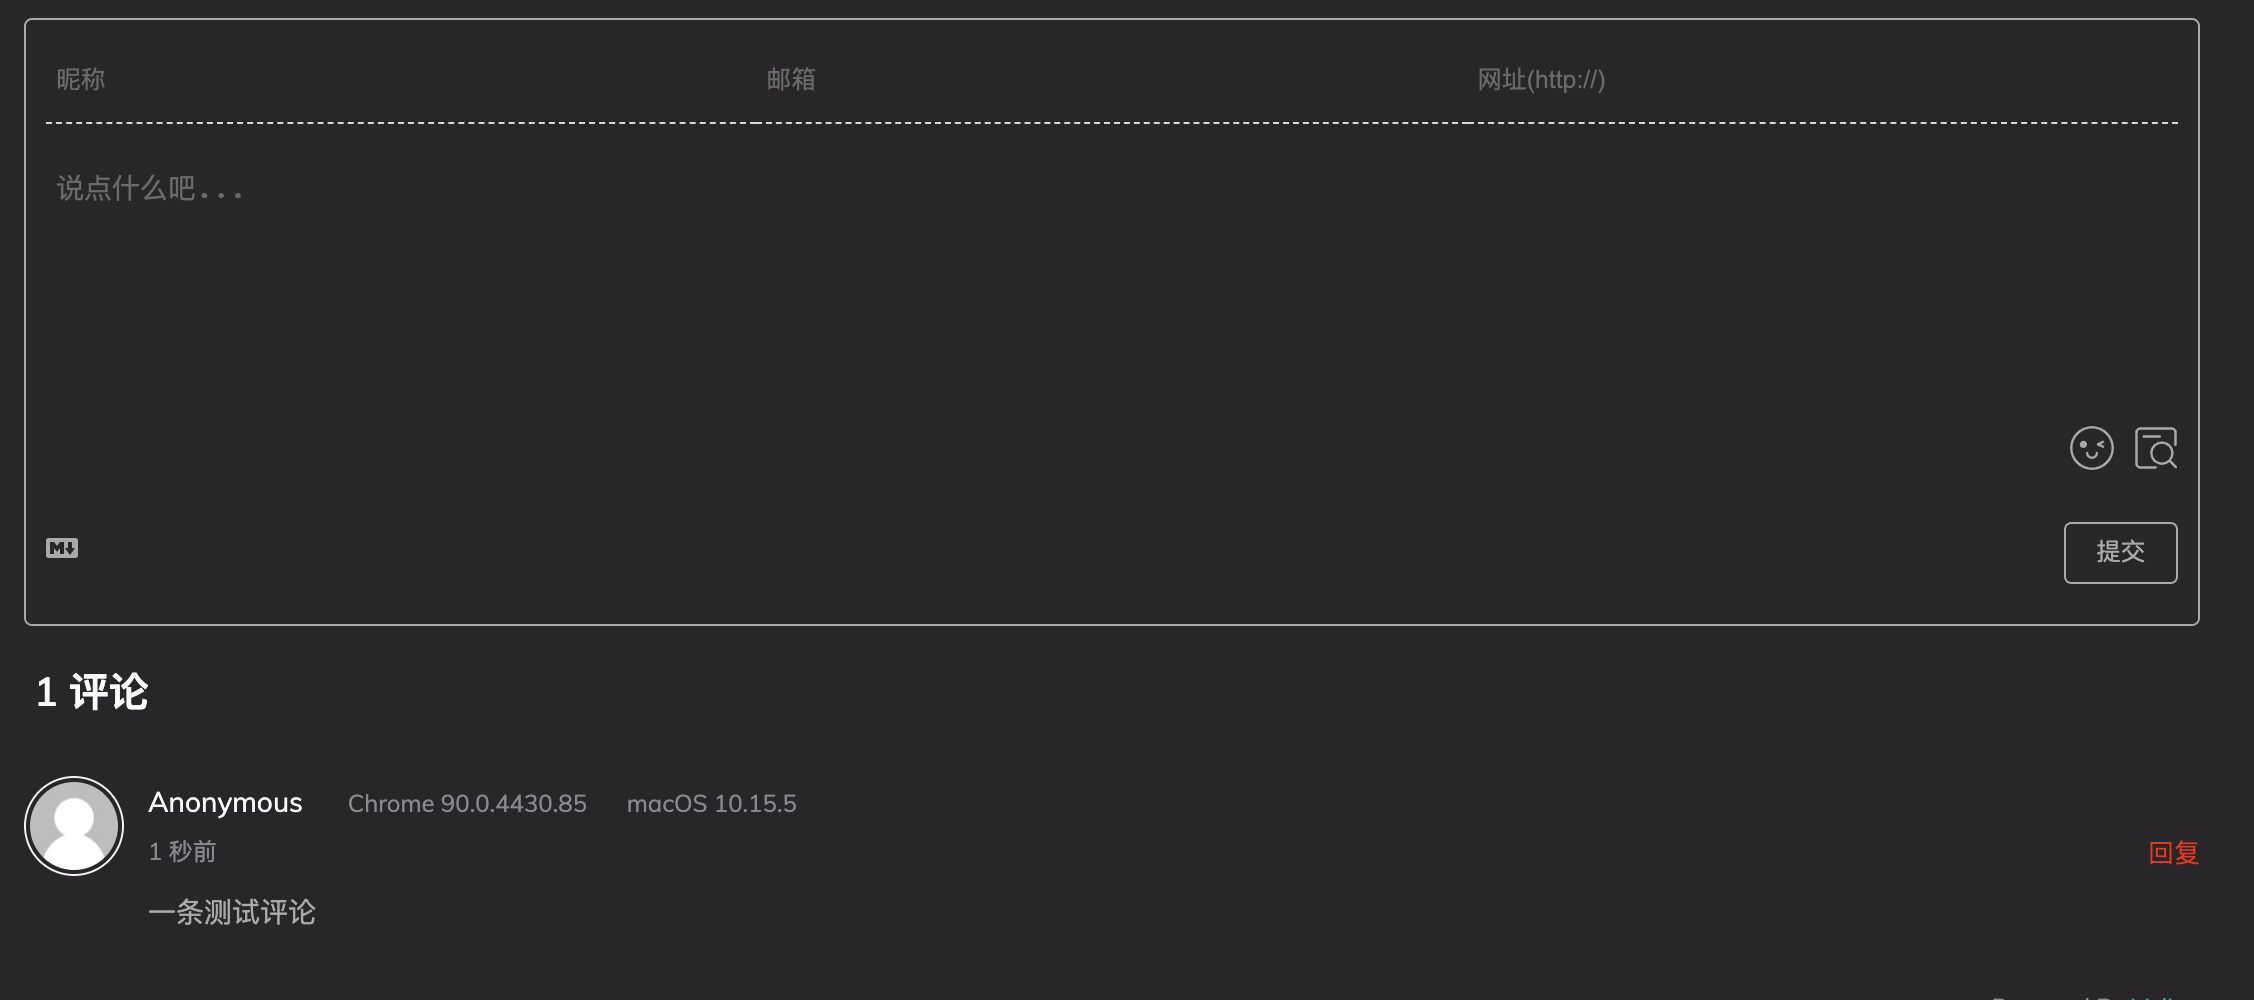 昵称 邮箱 网址(http://)
说点什么吧...
M↓
提交
1 评论
Anonymous Chrome 90.0.4430.85 macOS 10.15.5
1 秒前 回复
一条测试评论